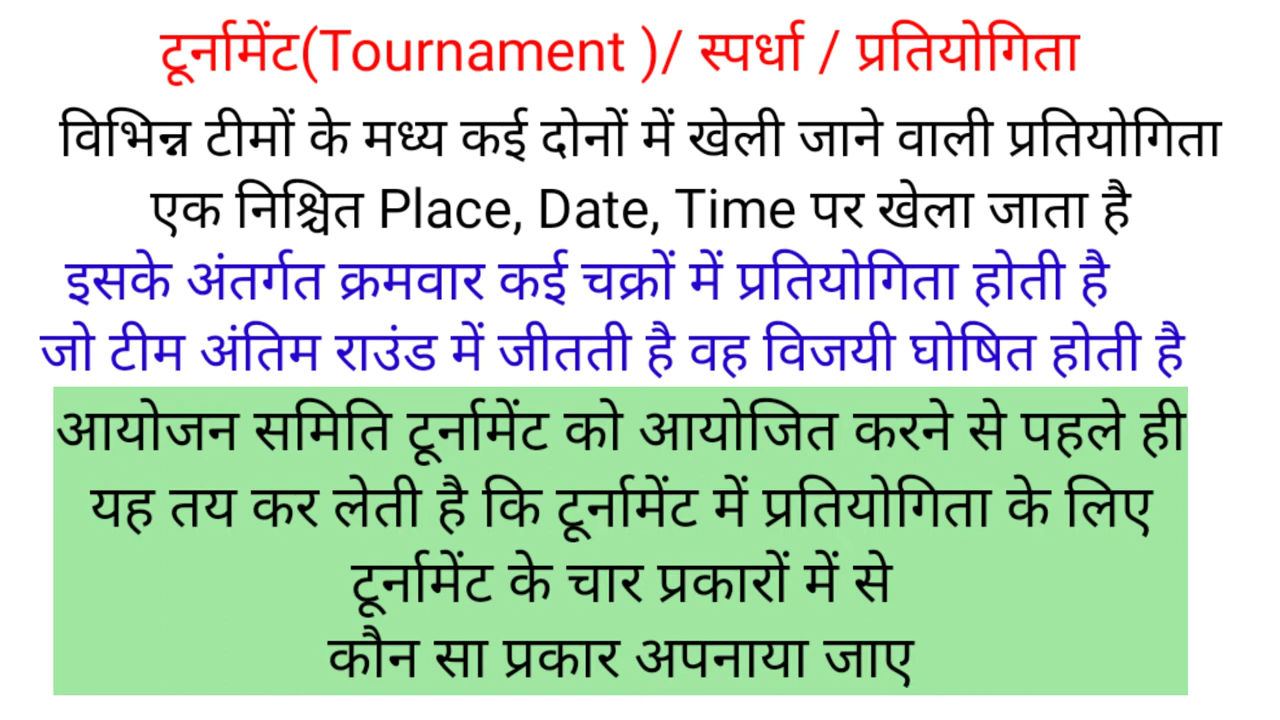 टूर्नामेंट(Tournament )/ स्पर्धा / प्रतियोगिता
विभिन्न टीमों के मध्य कई दोनों में खेली जाने वाली प्रतियोगिता
एक निश्चित Place, Date, Time पर खेला जाता है
इसके अंतर्गत क्रमवार कई चक्रों में प्रतियोगिता होती है
जो टीम अंतिम राउंड में जीतती है वह विजयी घोषित होती है
आयोजन समिति टूर्नामेंट को आयोजित करने से पहले ही
यह तय कर लेती है कि टूर्नामेंट में प्रतियोगिता के लिए
टूर्नामेंट के चार प्रकारों में से
कौन सा प्रकार अपनाया जाए